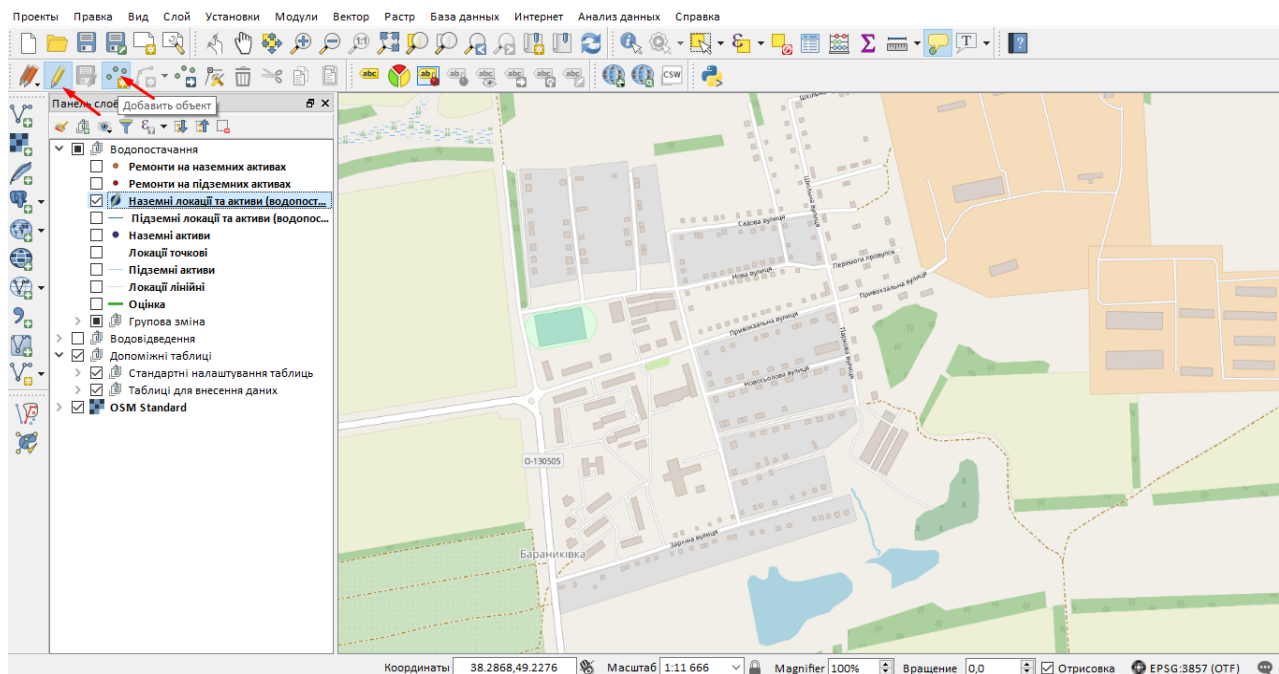 Проекты Правка Вид Слой Установки Модули Вектор Растр База данных Интернет Анализ данных Справка
Панель слоё
Добавить объект
Водопостачання
Ремонти на наземних активах
Ремонти на підземних активах
Наземні локації та активи (водопост...
Підземні локації та активи (водопос...
Наземні активи
Локації точкові
Підземні активи
Локації лінійні
Оцінка
Групова зміна
Водовідведення
Допоміжні таблиці
Стандартні налаштування таблиць
Таблиці для внесення даних
OSM Standard
Шкільна вулиця
Садова вулиця
Нова вулиця
Перемоги провулок
Привокзальна вулиця
Привокзальна вулиця
Паркова вулиця
Новосьолова вулиця
О-130505
Зарічна вулиця
Бараниківка
Координаты 38.2868,49.2276 Масштаб 1:11 666 Magnifier 100% Вращение 0,0 Отрисовка EPSG:3857 (OTF)